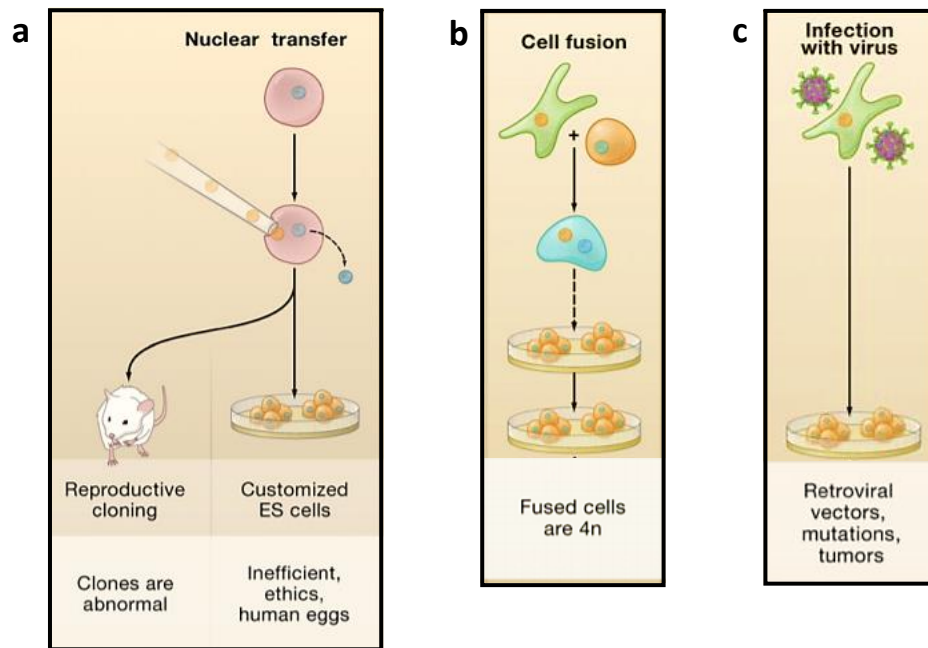 a
Nuclear transfer
Reproductive
cloning
Customized
ES cells
Clones are
abnormal
Inefficient,
ethics,
human eggs
b
Cell fusion
+
Fused cells
are 4n
c
Infection
with virus
Retroviral
vectors,
mutations,
tumors